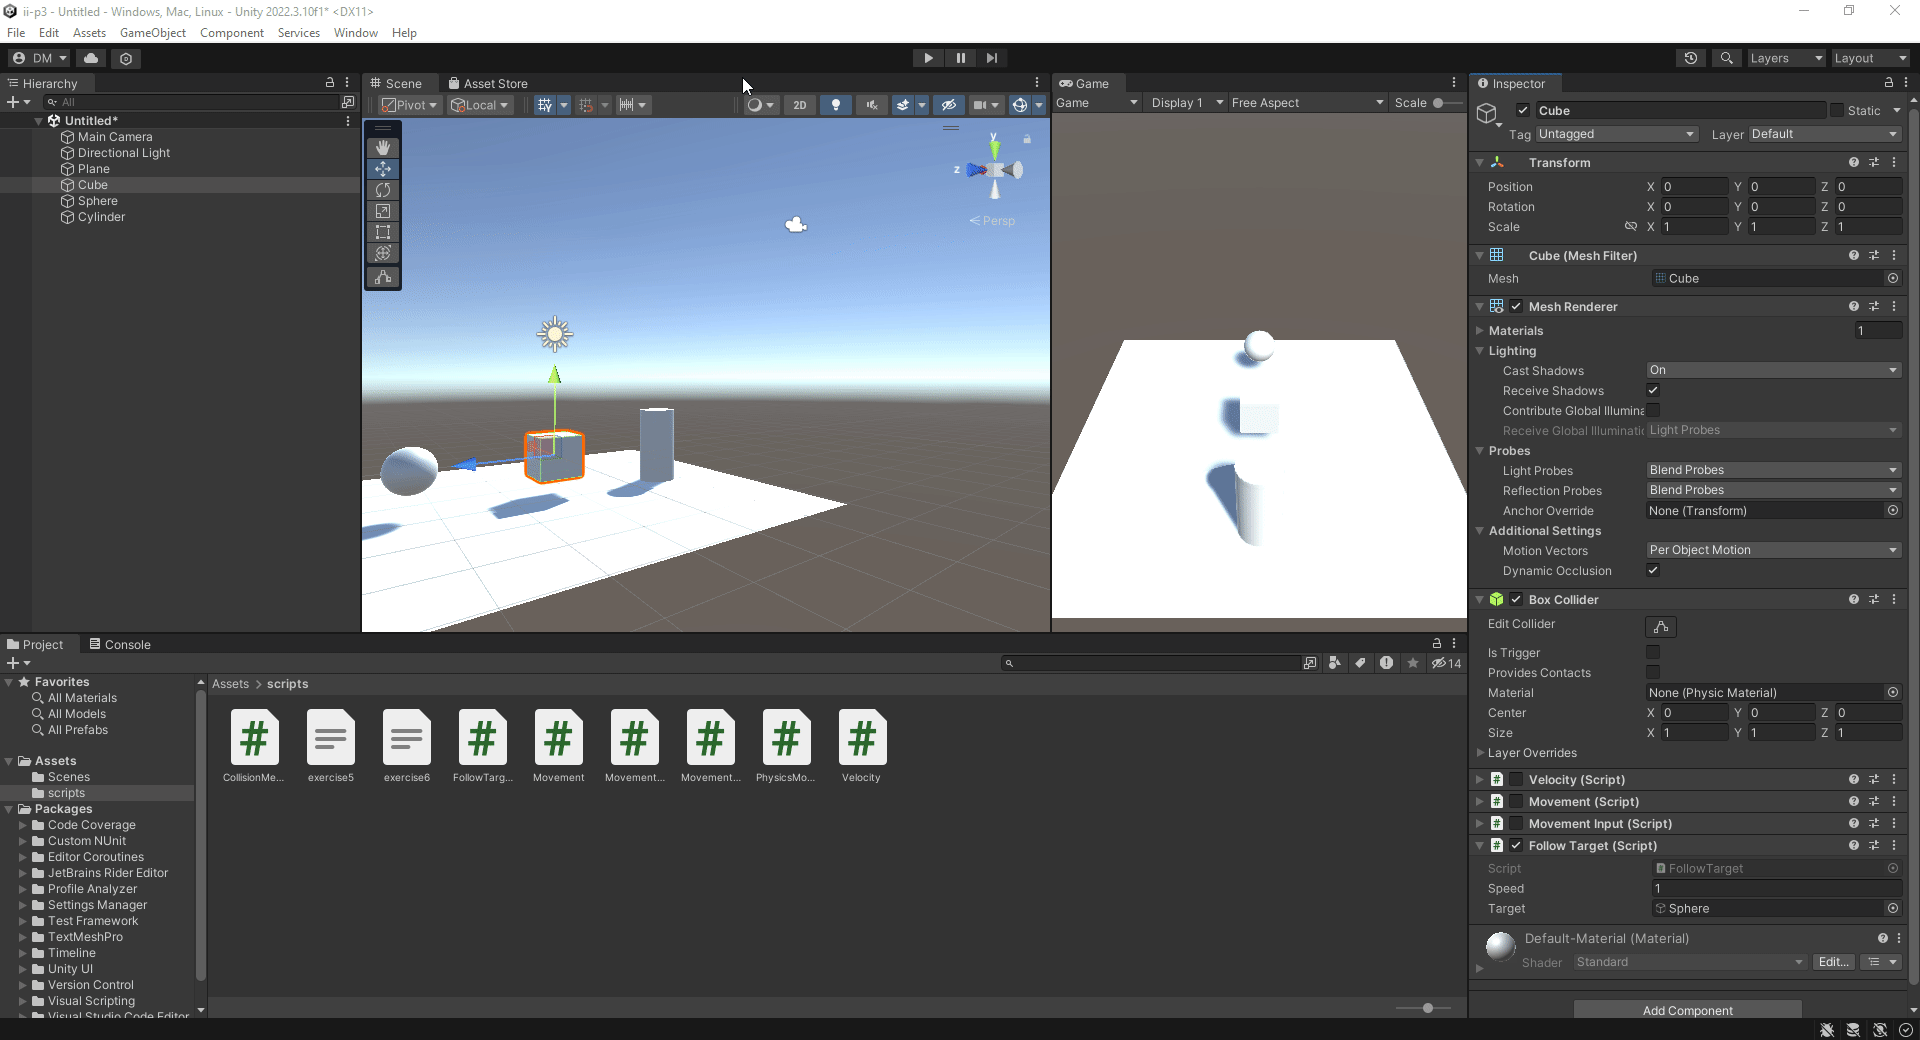 ii-p3 - Untitled - Windows, Mac, Linux - Unity 2022.3.10f1* <DX11>
File Edit Assets GameObject Component Services Window Help
DM Layers Layout
Hierarchy
All
Untitled*
Main Camera
Directional Light
Plane
Cube
Sphere
Cylinder
Scene Asset Store
Pivot Local 2D
y
z
Persp
Game
Game Display 1 Free Aspect Scale
Inspector
Cube Static
Tag Untagged Layer Default
Transform
Position X 0 Y 0 Z 0
Rotation X 0 Y 0 Z 0
Scale X 1 Y 1 Z 1
Cube (Mesh Filter)
Mesh Cube
Mesh Renderer
Materials 1
Lighting
Cast Shadows On
Receive Shadows
Contribute Global Illumina
Receive Global Illuminati Light Probes
Probes
Light Probes Blend Probes
Reflection Probes Blend Probes
Anchor Override None (Transform)
Additional Settings
Motion Vectors Per Object Motion
Dynamic Occlusion
Box Collider
Edit Collider
Is Trigger
Provides Contacts
Material None (Physic Material)
Center X 0 Y 0 Z 0
Size X 1 Y 1 Z 1
Layer Overrides
# Velocity (Script)
# Movement (Script)
# Movement Input (Script)
# Follow Target (Script)
Script FollowTarget
Speed 1
Target Sphere
Default-Material (Material)
Shader Standard Edit...
Add Component
Project Console
14
Favorites
All Materials
All Models
All Prefabs
Assets
Scenes
scripts
Packages
Code Coverage
Custom NUnit
Editor Coroutines
JetBrains Rider Editor
Profile Analyzer
Settings Manager
Test Framework
TextMeshPro
Timeline
Unity UI
Version Control
Visual Scripting
Visual Studio Code Editor
Assets > scripts
# # # # # # #
CollisionMe... exercise5 exercise6 FollowTarg... Movement Movement... Movement... PhysicsMo... Velocity